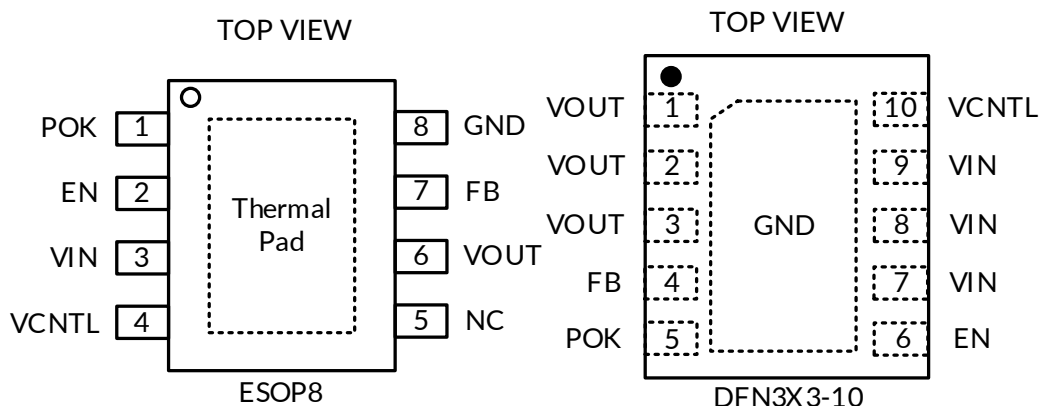 TOP VIEW
POK 1
EN 2
VIN 3
VCNTL 4
Thermal
Pad
8 GND
7 FB
6 VOUT
5 NC
ESOP8
TOP VIEW
VOUT 1
VOUT 2
VOUT 3
FB 4
POK 5
GND
10 VCNTL
9 VIN
8 VIN
7 VIN
6 EN
DFN3X3-10